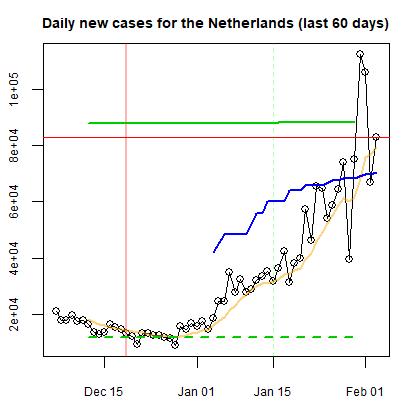 Daily new cases for the Netherlands (last 60 days)
1e+05
8e+04
6e+04
4e+04
2e+04
Dec 15
Jan 01
Jan 15
Feb 01